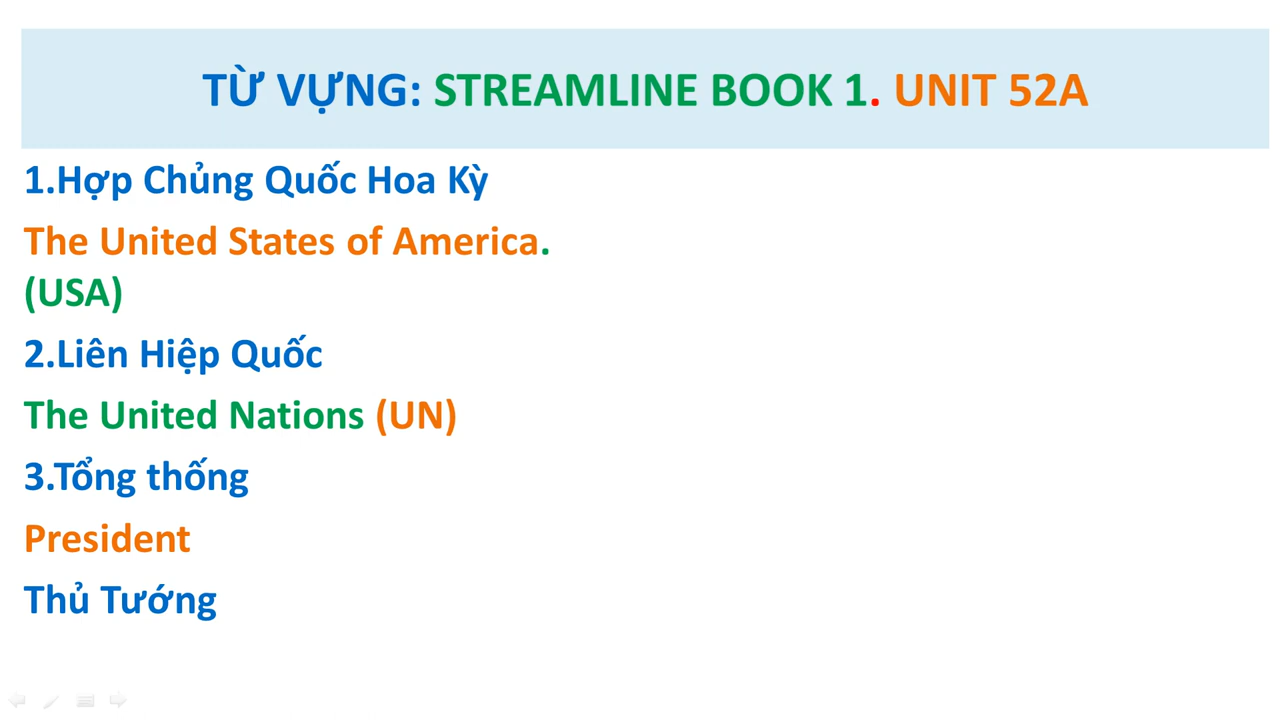 TỪ VỰNG: STREAMLINE BOOK 1. UNIT 52A
1.Hợp Chủng Quốc Hoa Kỳ
The United States of America.
(USA)
2.Liên Hiệp Quốc
The United Nations (UN)
3.Tổng thống
President
Thủ Tướng